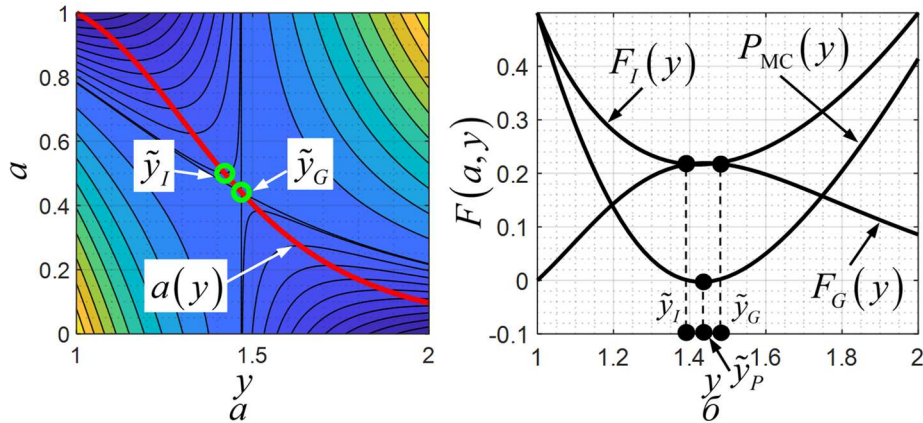 1
0.8
0.6
0.4
0.2
0
a
ỹ_I
ỹ_G
a(y)
1
1.5
2
y
а
0.4
0.3
0.2
0.1
0
-0.1
F(a,y)
F_I(y)
P_MC(y)
F_G(y)
ỹ_I
ỹ_G
ỹ_P
1
1.2
1.4
1.6
1.8
2
y
б